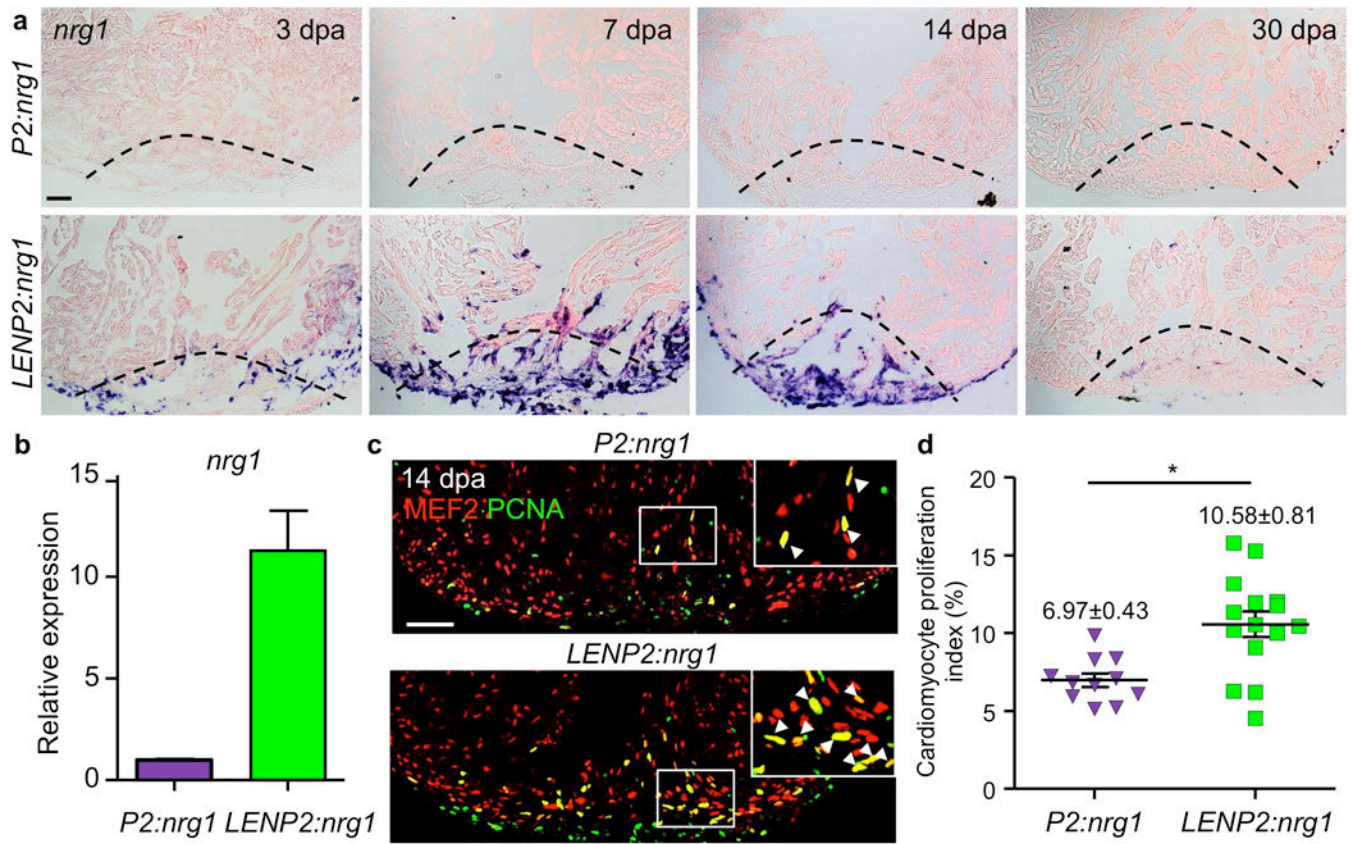 a
nrg1
3 dpa
7 dpa
14 dpa
30 dpa
P2:nrg1
LENP2:nrg1
b
nrg1
Relative expression
15
10
5
0
P2:nrg1
LENP2:nrg1
c
P2:nrg1
14 dpa
MEF2 PCNA
LENP2:nrg1
d
Cardiomyocyte proliferation
index (%)
20
15
10
5
0
*
6.97±0.43
10.58±0.81
P2:nrg1
LENP2:nrg1